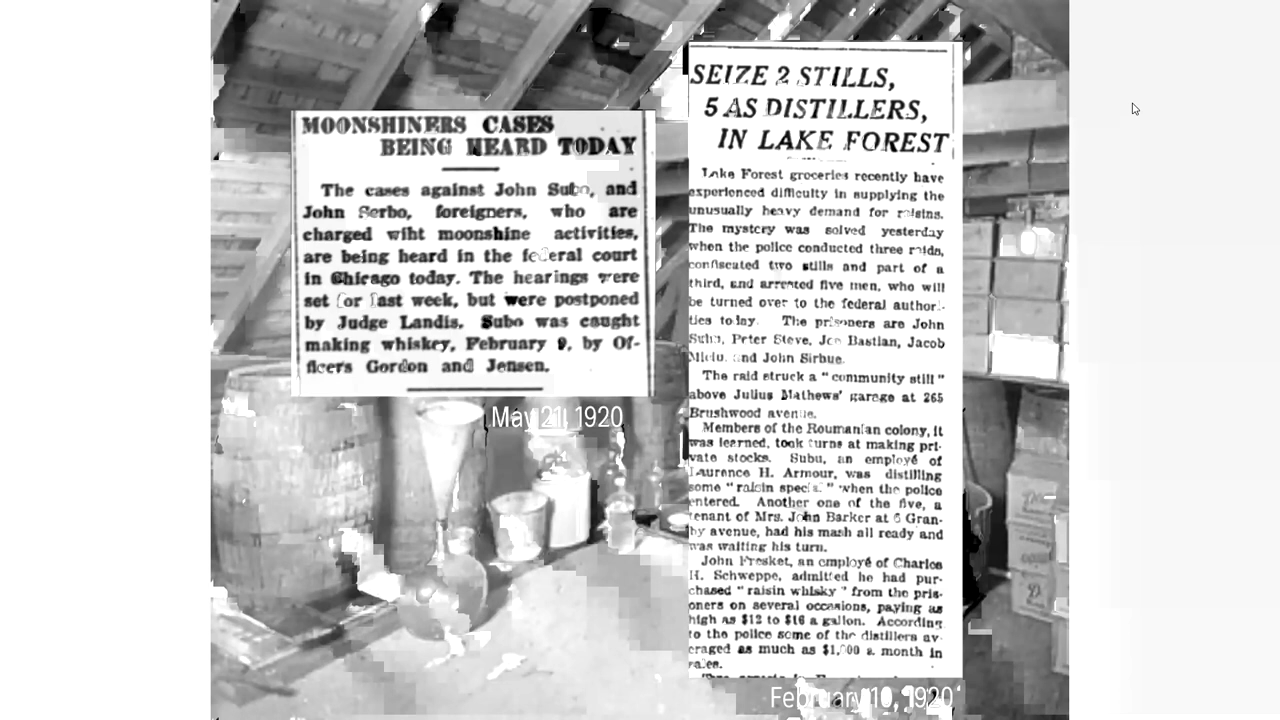 MOONSHINERS CASES
BEING HEARD TODAY
The cases against John Subo, and
John Serbo, foreigners, who are
charged wiht moonshine activities,
are being heard in the federal court
in Chicago today. The hearings were
set for last week, but were postponed
by Judge Landis. Subo was caught
making whiskey, February 9, by Of-
ficers Gordon and Jensen.
May 21, 1920
SEIZE 2 STILLS,
5 AS DISTILLERS,
IN LAKE FOREST
Lake Forest groceries recently have
experienced difficulty in supplying the
unusually heavy demand for raisins.
The mystery was solved yesterday
when the police conducted three raids,
confiscated two stills and part of a
third, and arrested five men, who will
be turned over to the federal authori-
ties today. The prisoners are John
Subu, Peter Steve, Joe Bastian, Jacob
and John Sirbue.
The raid struck a "community still"
above Julius Mathews' garage at 265
Brushwood avenue.
Members of the Roumanian colony, it
was learned, took turns at making pri-
vate stocks. Subu, an employé of
Laurence H. Armour, was distilling
some "raisin special" when the police
entered. Another one of the five, a
tenant of Mrs. John Barker at 6 Gran-
by avenue, had his mash all ready and
was waiting his turn.
John Fresket, an employé of Charles
H. Schweppe, admitted he had pur-
chased "raisin whisky" from the pris-
oners on several occasions, paying as
high as $12 to $16 a gallon. According
to the police some of the distillers av-
eraged as much as $1,000 a month in
sales.
February 10, 1920